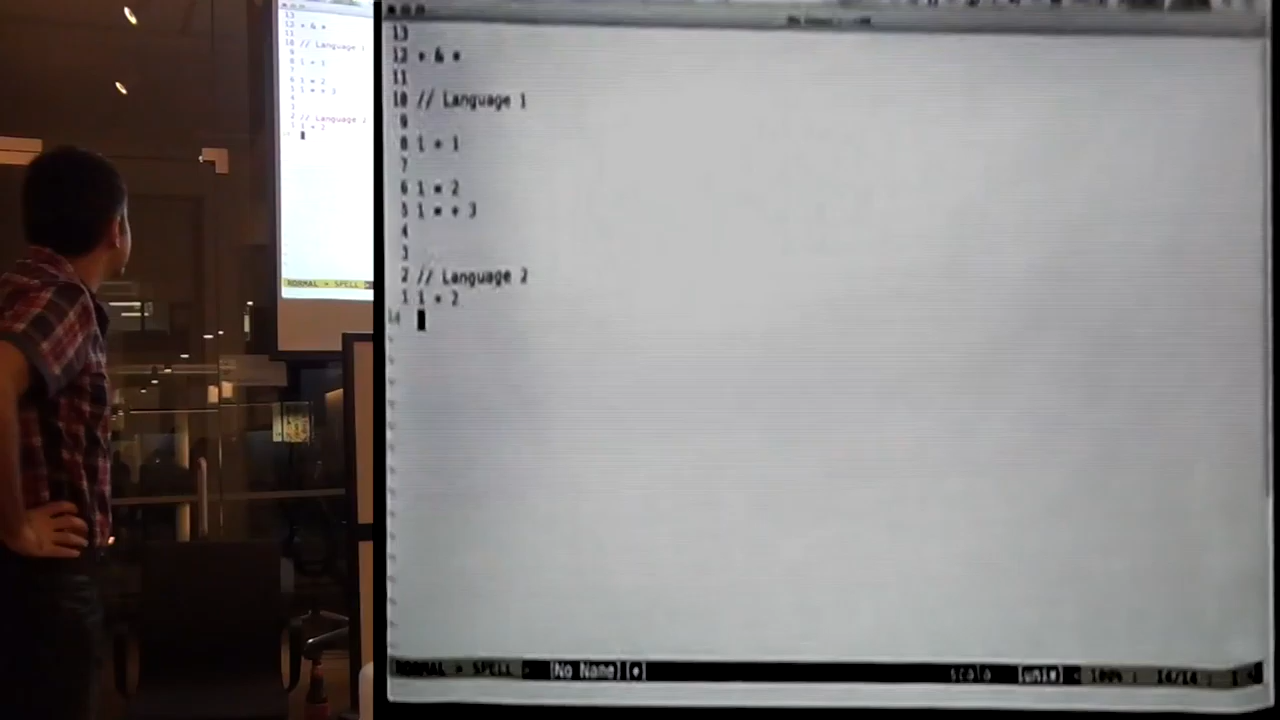 13
12 + & *
11
10 // Language 1
9
8 1 + 1
7
6 1 * 2
5 1 * + 3
4
3
2 // Language 2
1 1 + 2
14
NORMAL SPELL [No Name][+] scala 100% 14/14